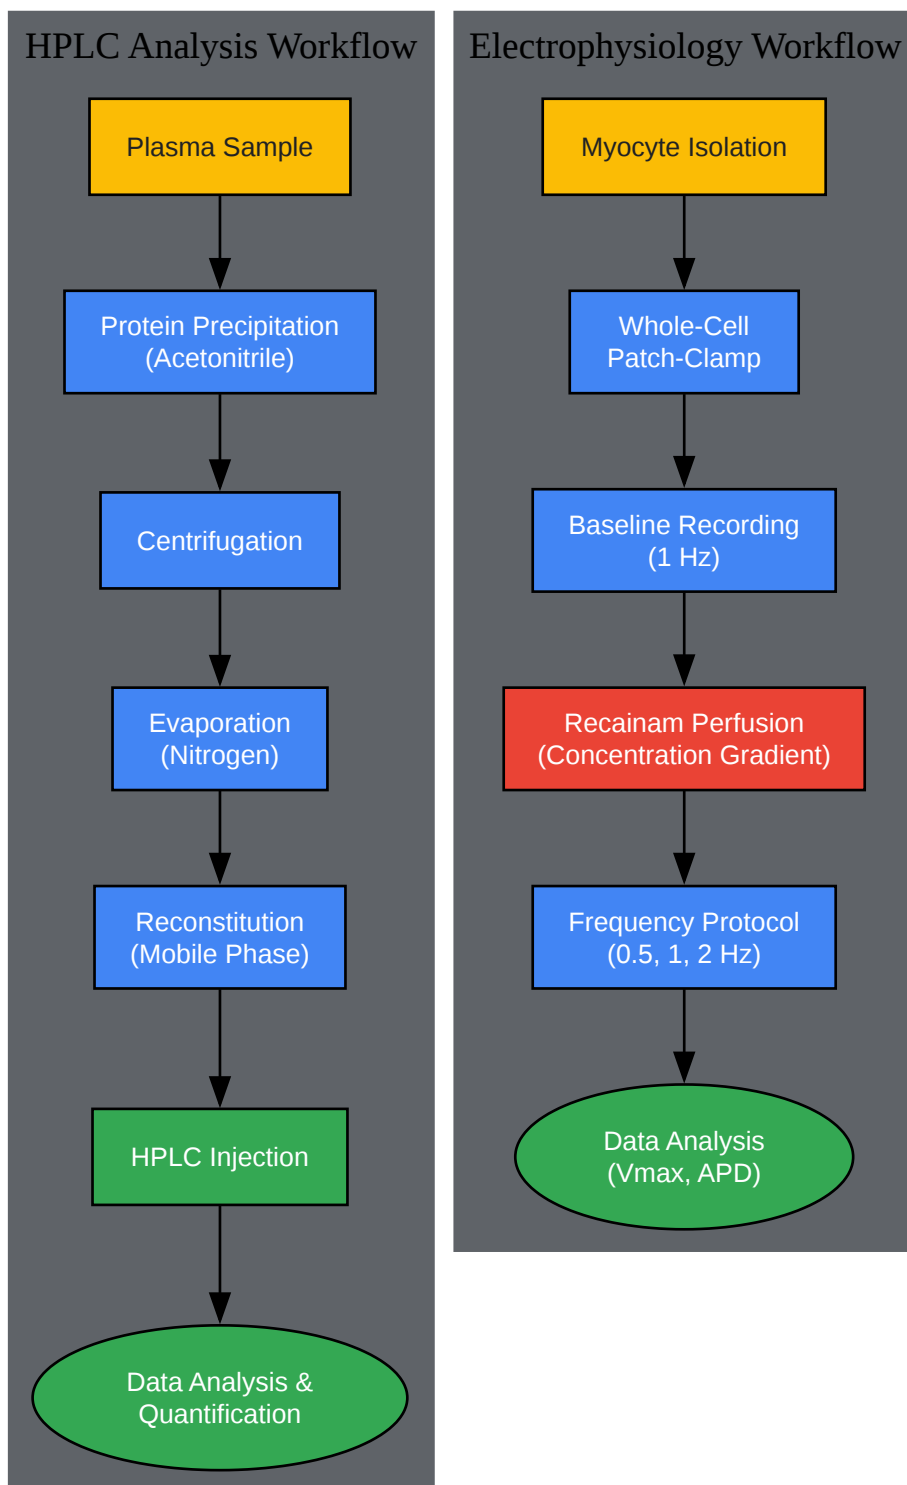 HPLC Analysis Workflow
Plasma Sample
Protein Precipitation
(Acetonitrile)
Centrifugation
Evaporation
(Nitrogen)
Reconstitution
(Mobile Phase)
HPLC Injection
Data Analysis &
Quantification
Electrophysiology Workflow
Myocyte Isolation
Whole-Cell
Patch-Clamp
Baseline Recording
(1 Hz)
Recainam Perfusion
(Concentration Gradient)
Frequency Protocol
(0.5, 1, 2 Hz)
Data Analysis
(Vmax, APD)